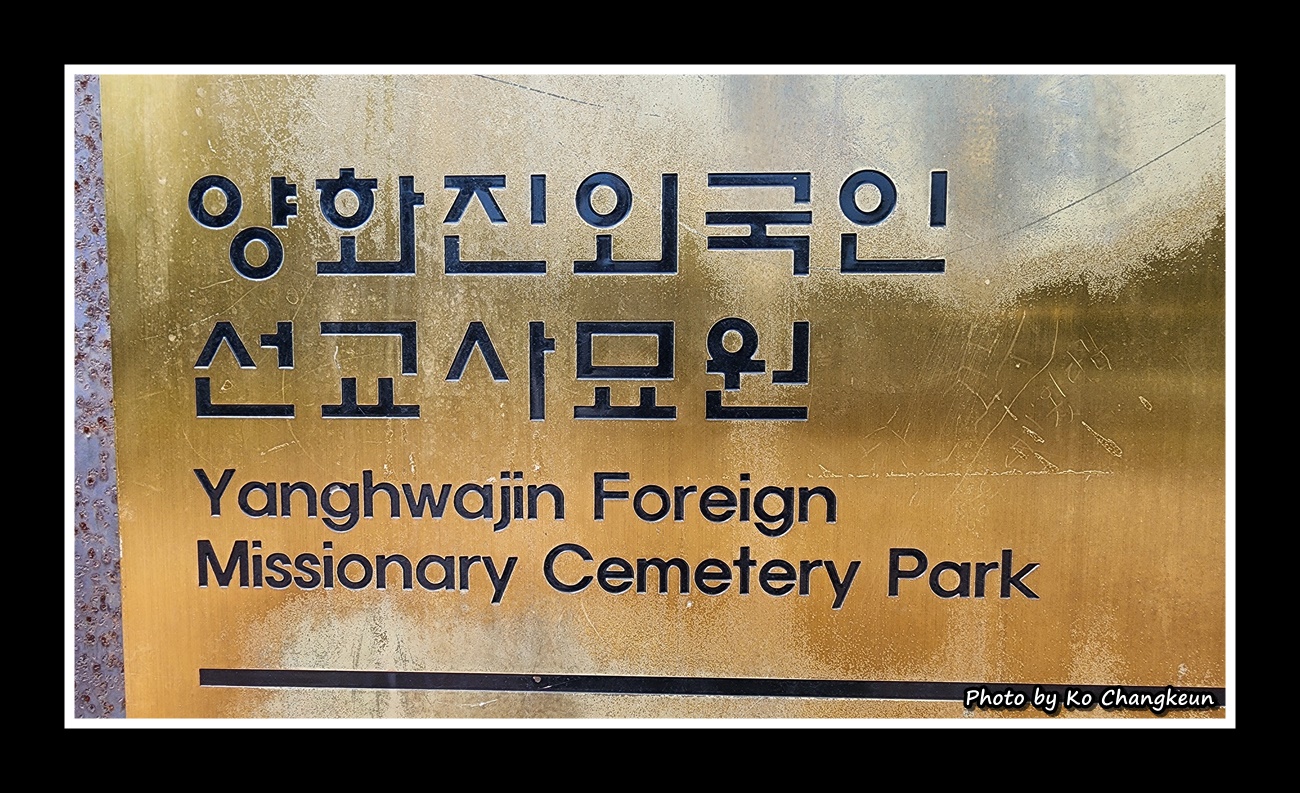 양화진외국인
선교사묘원
Yanghwajin Foreign
Missionary Cemetery Park
Photo by Ko Changkeun